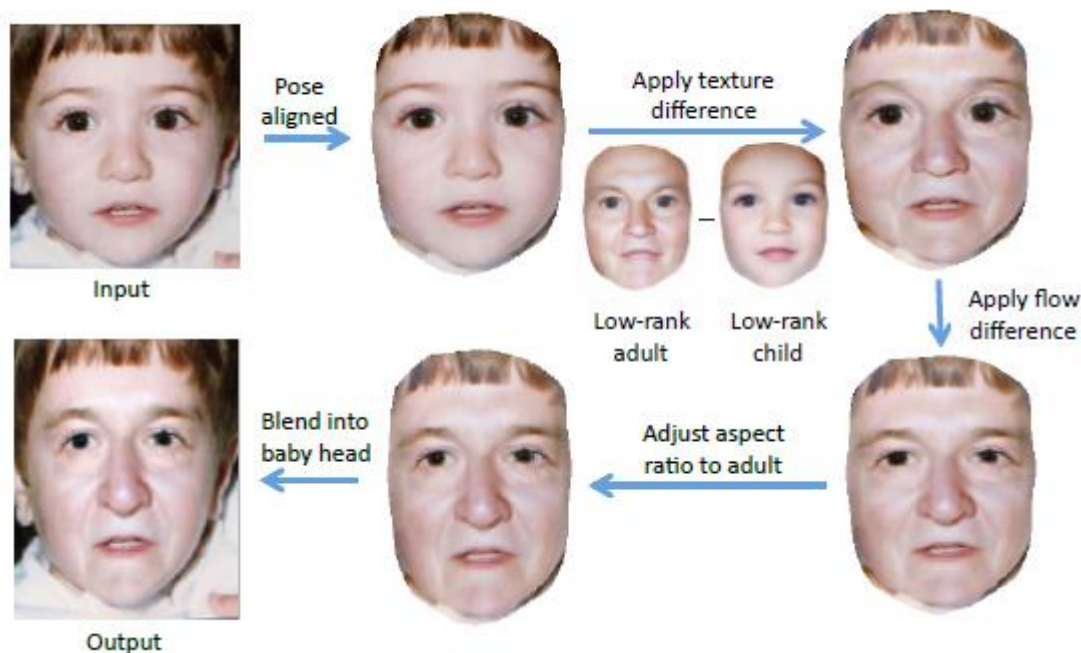 Pose
aligned
Apply texture
difference
Input
–
Low-rank
adult
Low-rank
child
Apply flow
difference
Adjust aspect
ratio to adult
Blend into
baby head
Output